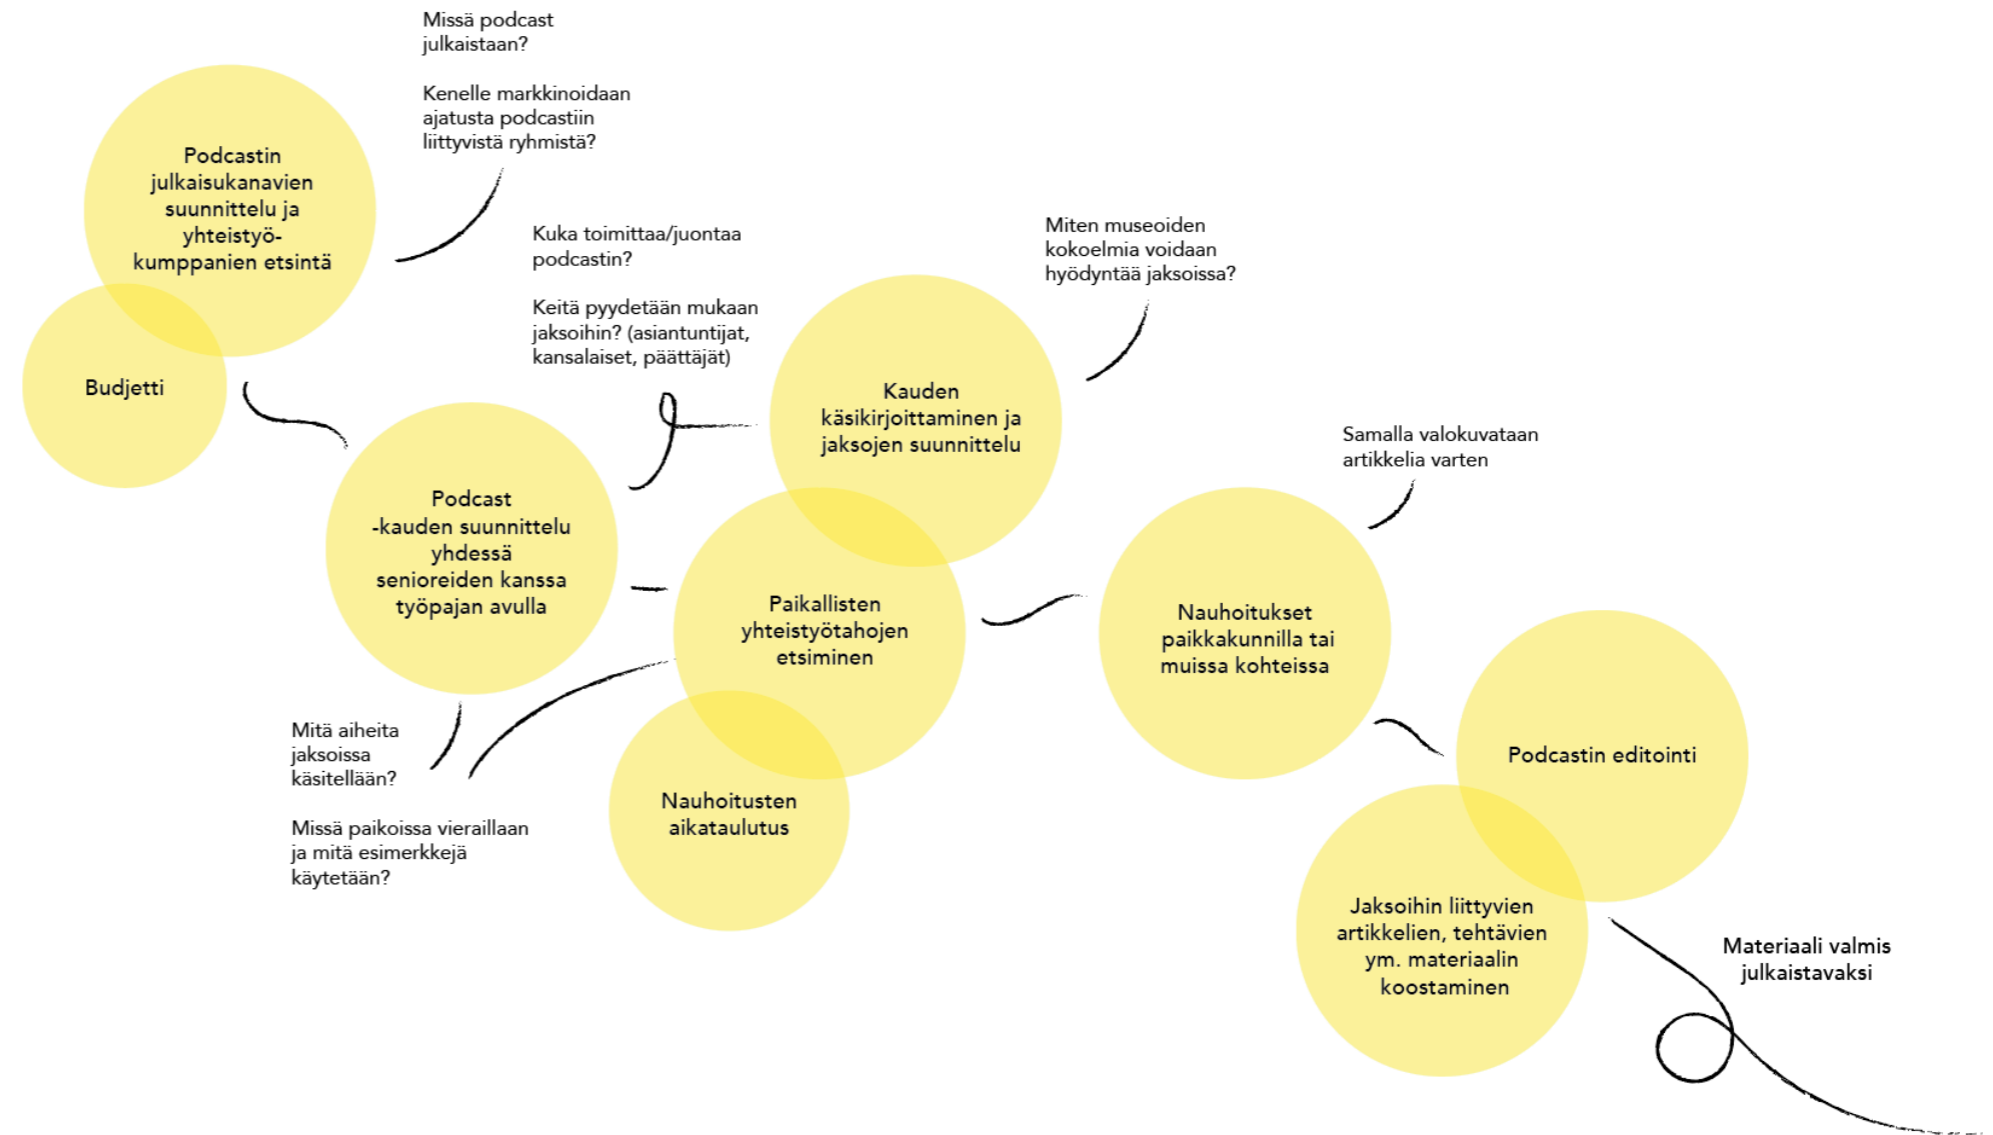 Missä podcast
julkaistaan?
Kenelle markkinoidaan
ajatusta podcastiin
liittyvistä ryhmistä?
Podcastin
julkaisukanavien
suunnittelu ja
yhteistyö-
kumppanien etsintä
Budjetti
Kuka toimittaa/juontaa
podcastin?
Keitä pyydetään mukaan
jaksoihin? (asiantuntijat,
kansalaiset, päättäjät)
Podcast
-kauden suunnittelu
yhdessä
senioreiden kanssa
työpajan avulla
Mitä aiheita
jaksoissa
käsitellään?
Missä paikoissa vieraillaan
ja mitä esimerkkejä
käytetään?
Miten museoiden
kokoelmia voidaan
hyödyntää jaksoissa?
Kauden
käsikirjoittaminen ja
jaksojen suunnittelu
Paikallisten
yhteistyötahojen
etsiminen
Nauhoitusten
aikataulutus
Samalla valokuvataan
artikkelia varten
Nauhoitukset
paikkakunnilla tai
muissa kohteissa
Podcastin editointi
Jaksoihin liittyvien
artikkelien, tehtävien
ym. materiaalin
koostaminen
Materiaali valmis
julkaistavaksi